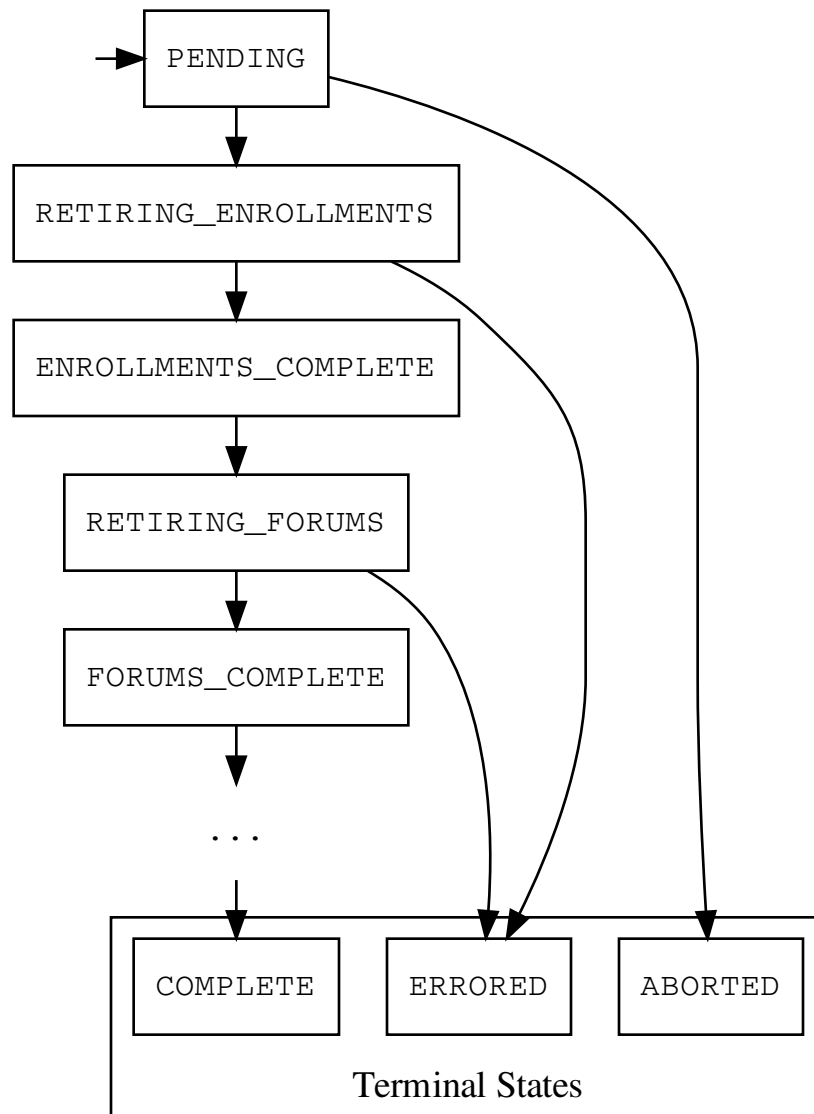 PENDING
RETIRING_ENROLLMENTS
ENROLLMENTS_COMPLETE
RETIRING_FORUMS
FORUMS_COMPLETE
...
COMPLETE
ERRORED
ABORTED
Terminal States